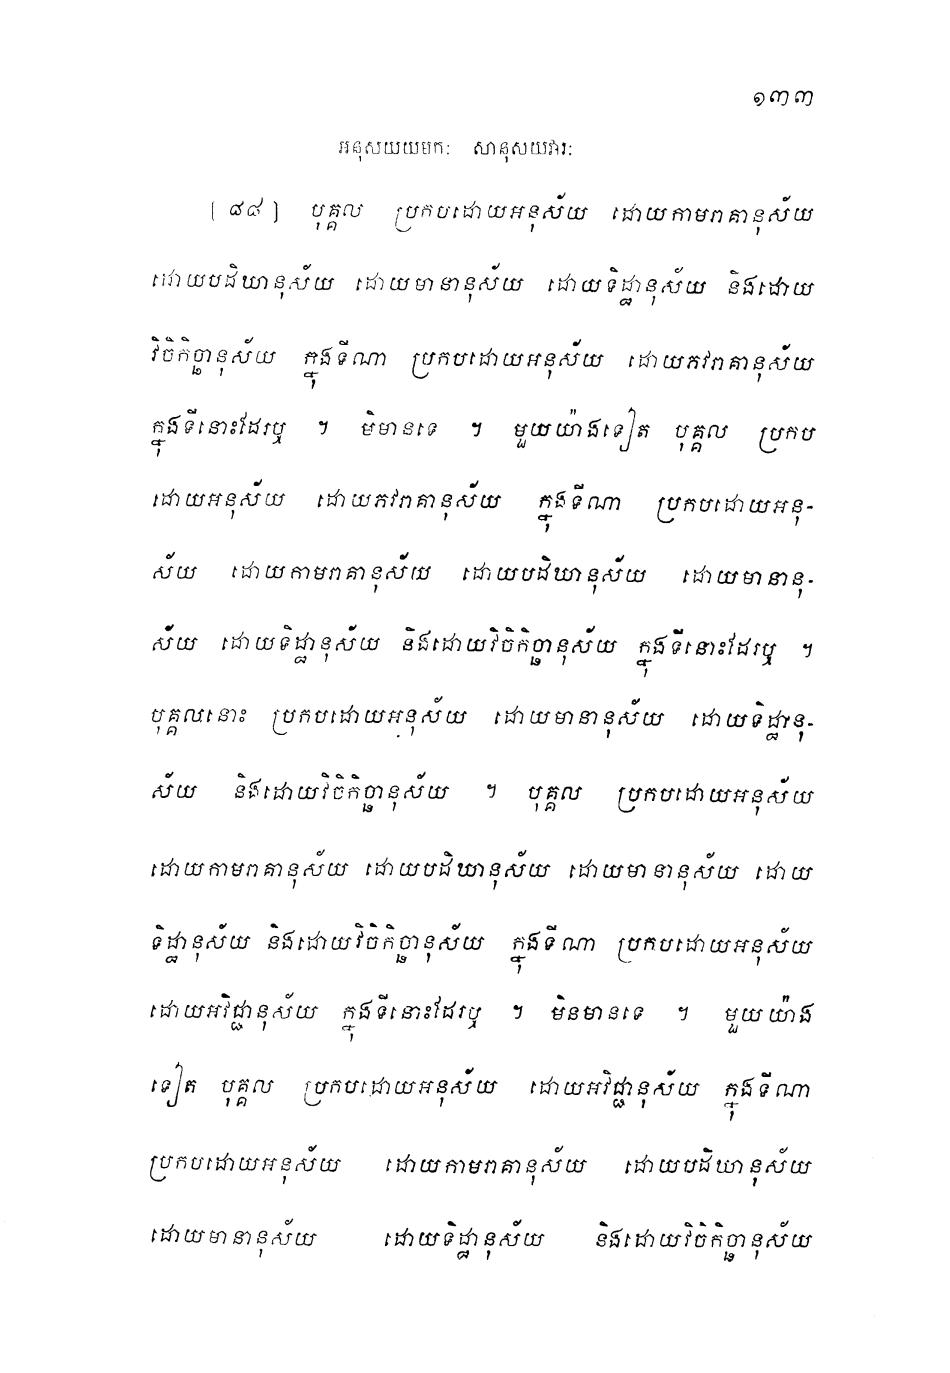 ១៣៣
អនុសយយមកៈ សានុសយវារៈ
[ ៨៨ ] បុគ្គល ប្រកបដោយអនុស័យ ដោយកាមរាគានុស័យ
ដោយបដិឃានុស័យ ដោយមានានុស័យ ដោយទិដ្ឋានុស័យ និងដោយ
វិចិកិច្ឆានុស័យ ក្នុងទីណា ប្រកបដោយអនុស័យ ដោយភវរាគានុស័យ
ក្នុងទីនោះដែរឬ ។ មិមានទេ ។ មួយយ៉ាងទៀត បុគ្គល ប្រកប
ដោយអនុស័យ ដោយភវរាគានុស័យ ក្នុងទីណា ប្រកបដោយអនុ-
ស័យ ដោយកាមរាគានុស័យ ដោយបដិឃានុស័យ ដោយមានានុ-
ស័យ ដោយទិដ្ឋានុស័យ និងដោយវិចិកិច្ឆានុស័យ ក្នុងទីនោះដែរឬ ។
បុគ្គលនោះ ប្រកបដោយអនុស័យ ដោយមានានុស័យ ដោយទិដ្ឋានុ-
ស័យ និងដោយវិចិកិច្ឆានុស័យ ។ បុគ្គល ប្រកបដោយអនុស័យ
ដោយកាមរាគានុស័យ ដោយបដិឃានុស័យ ដោយមានានុស័យ ដោយ
ទិដ្ឋានុស័យ និងដោយវិចិកិច្ឆានុស័យ ក្នុងទីណា ប្រកបដោយអនុស័យ
ដោយអវិជ្ជានុស័យ ក្នុងទីនោះដែរឬ ។ មិនមានទេ ។ មួយយ៉ាង
ទៀត បុគ្គល ប្រកបដោយអនុស័យ ដោយអវិជ្ជានុស័យ ក្នុងទីណា
ប្រកបដោយអនុស័យ ដោយកាមរាគានុស័យ ដោយបដិឃានុស័យ
ដោយមានានុស័យ ដោយទិដ្ឋានុស័យ និងដោយវិចិកិច្ឆានុស័យ